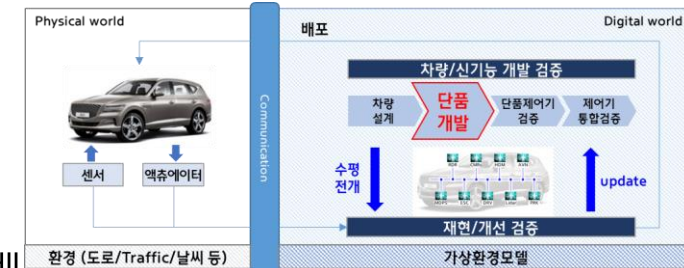 Physical world
배포
Digital world
차량/신기능 개발 검증
차량
설계
단품
개발
단품제어기
검증
제어기
통합검증
Communication
센서
액츄에이터
수평
전개
update
재현/개선 검증
환경 (도로/Traffic/날씨 등)
가상환경모델